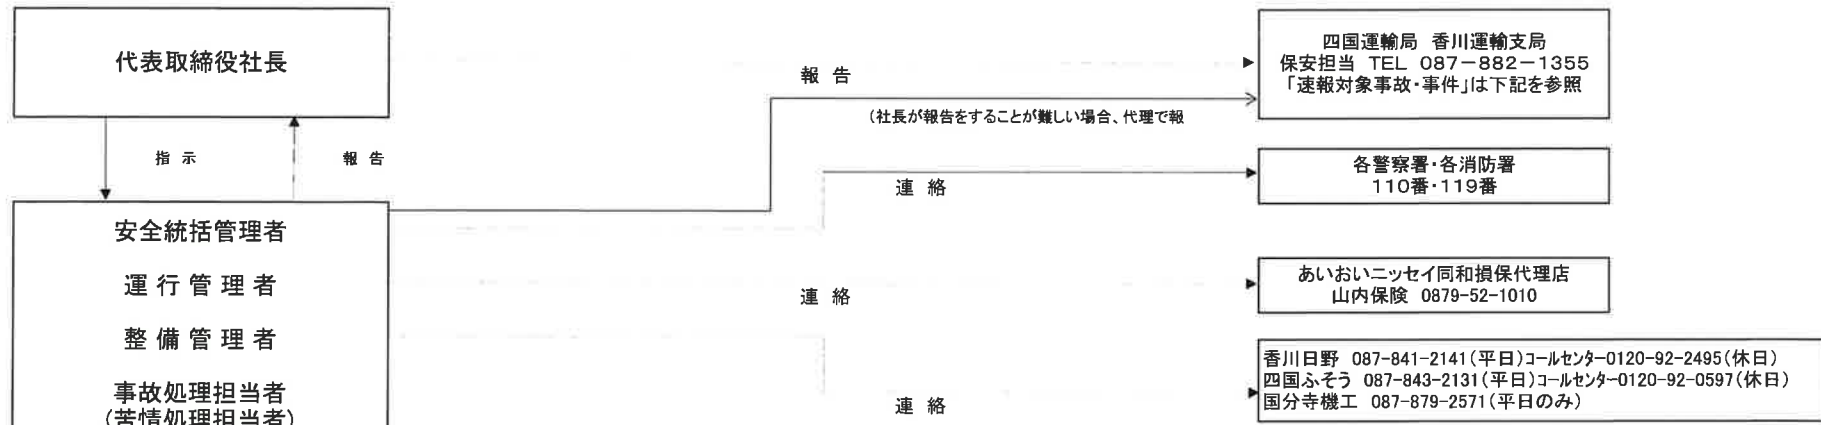 代表取締役社長
四国運輸局 香川運輸支局
保安担当 TEL 087-882-1355
「速報対象事故・事件」は下記を参照
報 告
(社長が報告をすることが難しい場合、代理で報
指 示
報 告
各警察署・各消防署
110番・119番
連 絡
安全統括管理者
運 行 管 理 者
整 備 管 理 者
事故処理担当者
(苦情処理担当者)
あいおいニッセイ同和損保代理店
山内保険 0879-52-1010
連 絡
香川日野 087-841-2141(平日)コールセンター0120-92-2495(休日)
四国ふそう 087-843-2131(平日)コールセンター0120-92-0597(休日)
国分寺機工 087-879-2571(平日のみ)
連 絡